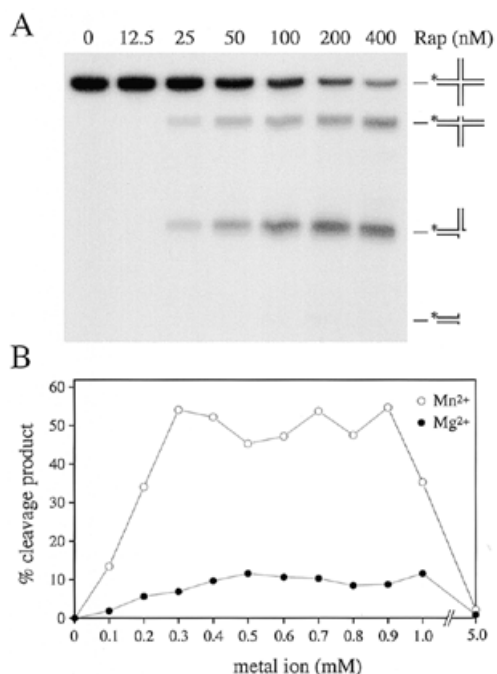 A
0 12.5 25 50 100 200 400 Rap (nM)
*
*
*
*
B
60
50
40
30
20
10
0
% cleavage product
Mn2+
Mg2+
0 0.1 0.2 0.3 0.4 0.5 0.6 0.7 0.8 0.9 1.0 5.0
metal ion (mM)